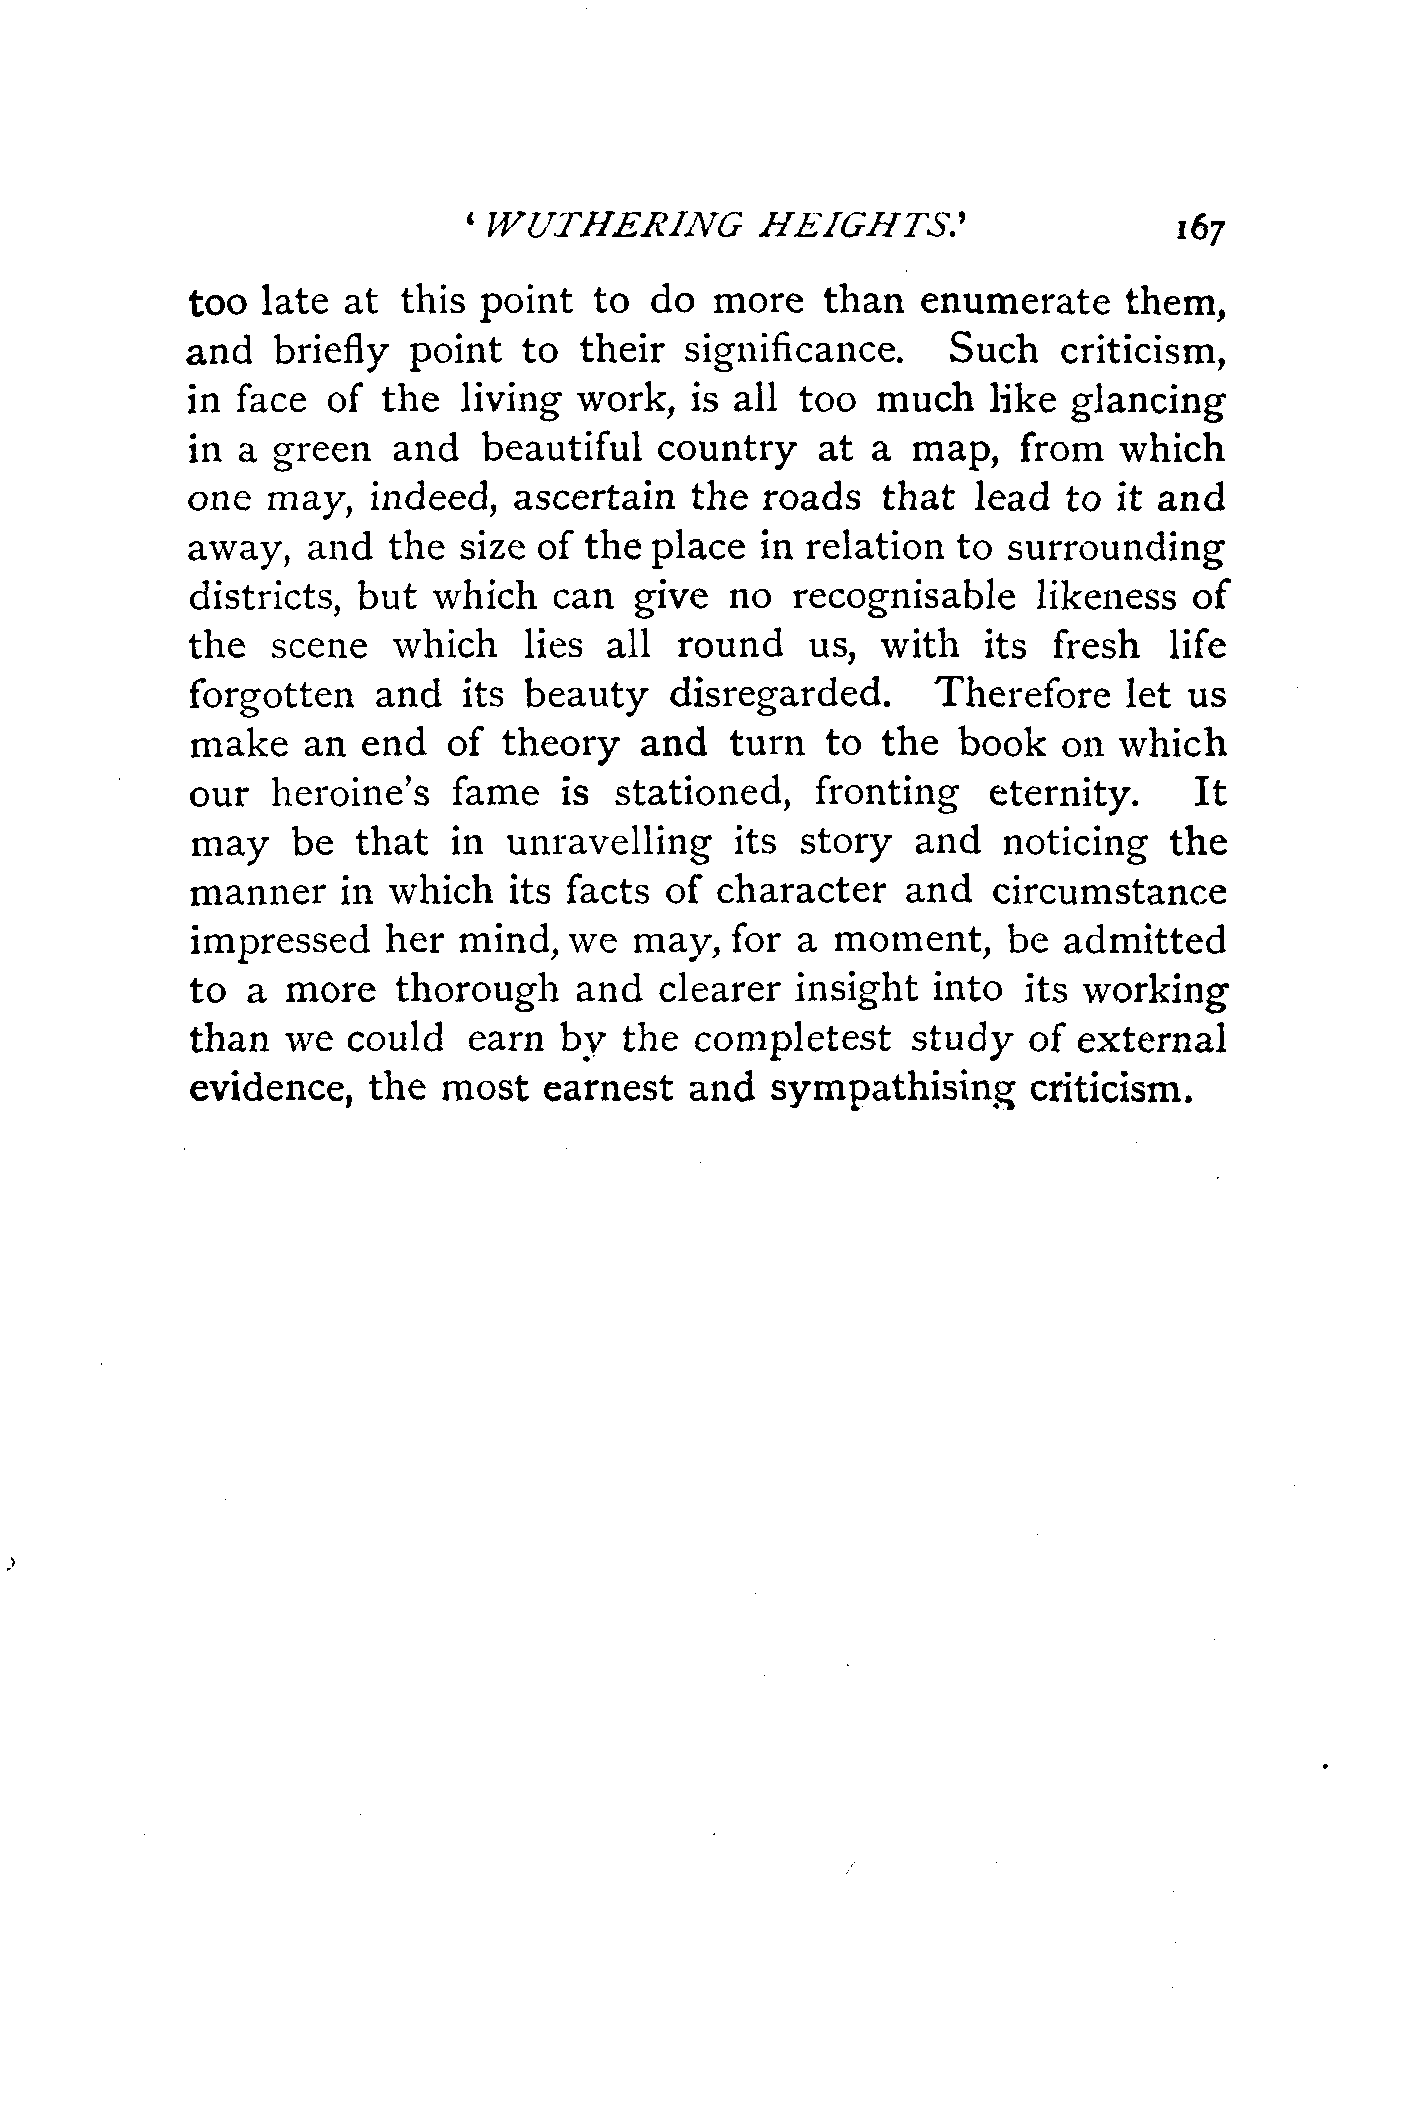 ‘ WUTHERING HEIGHTS.’ 167
too late at this point to do more than enumerate them,
and briefly point to their significance. Such criticism,
in face of the living work, is all too much like glancing
in a green and beautiful country at a map, from which
one may, indeed, ascertain the roads that lead to it and
away, and the size of the place in relation to surrounding
districts, but which can give no recognisable likeness of
the scene which lies all round us, with its fresh life
forgotten and its beauty disregarded. Therefore let us
make an end of theory and turn to the book on which
our heroine's fame is stationed, fronting eternity. It
may be that in unravelling its story and noticing the
manner in which its facts of character and circumstance
impressed her mind, we may, for a moment, be admitted
to a more thorough and clearer insight into its working
than we could earn by the completest study of external
evidence, the most earnest and sympathising criticism.